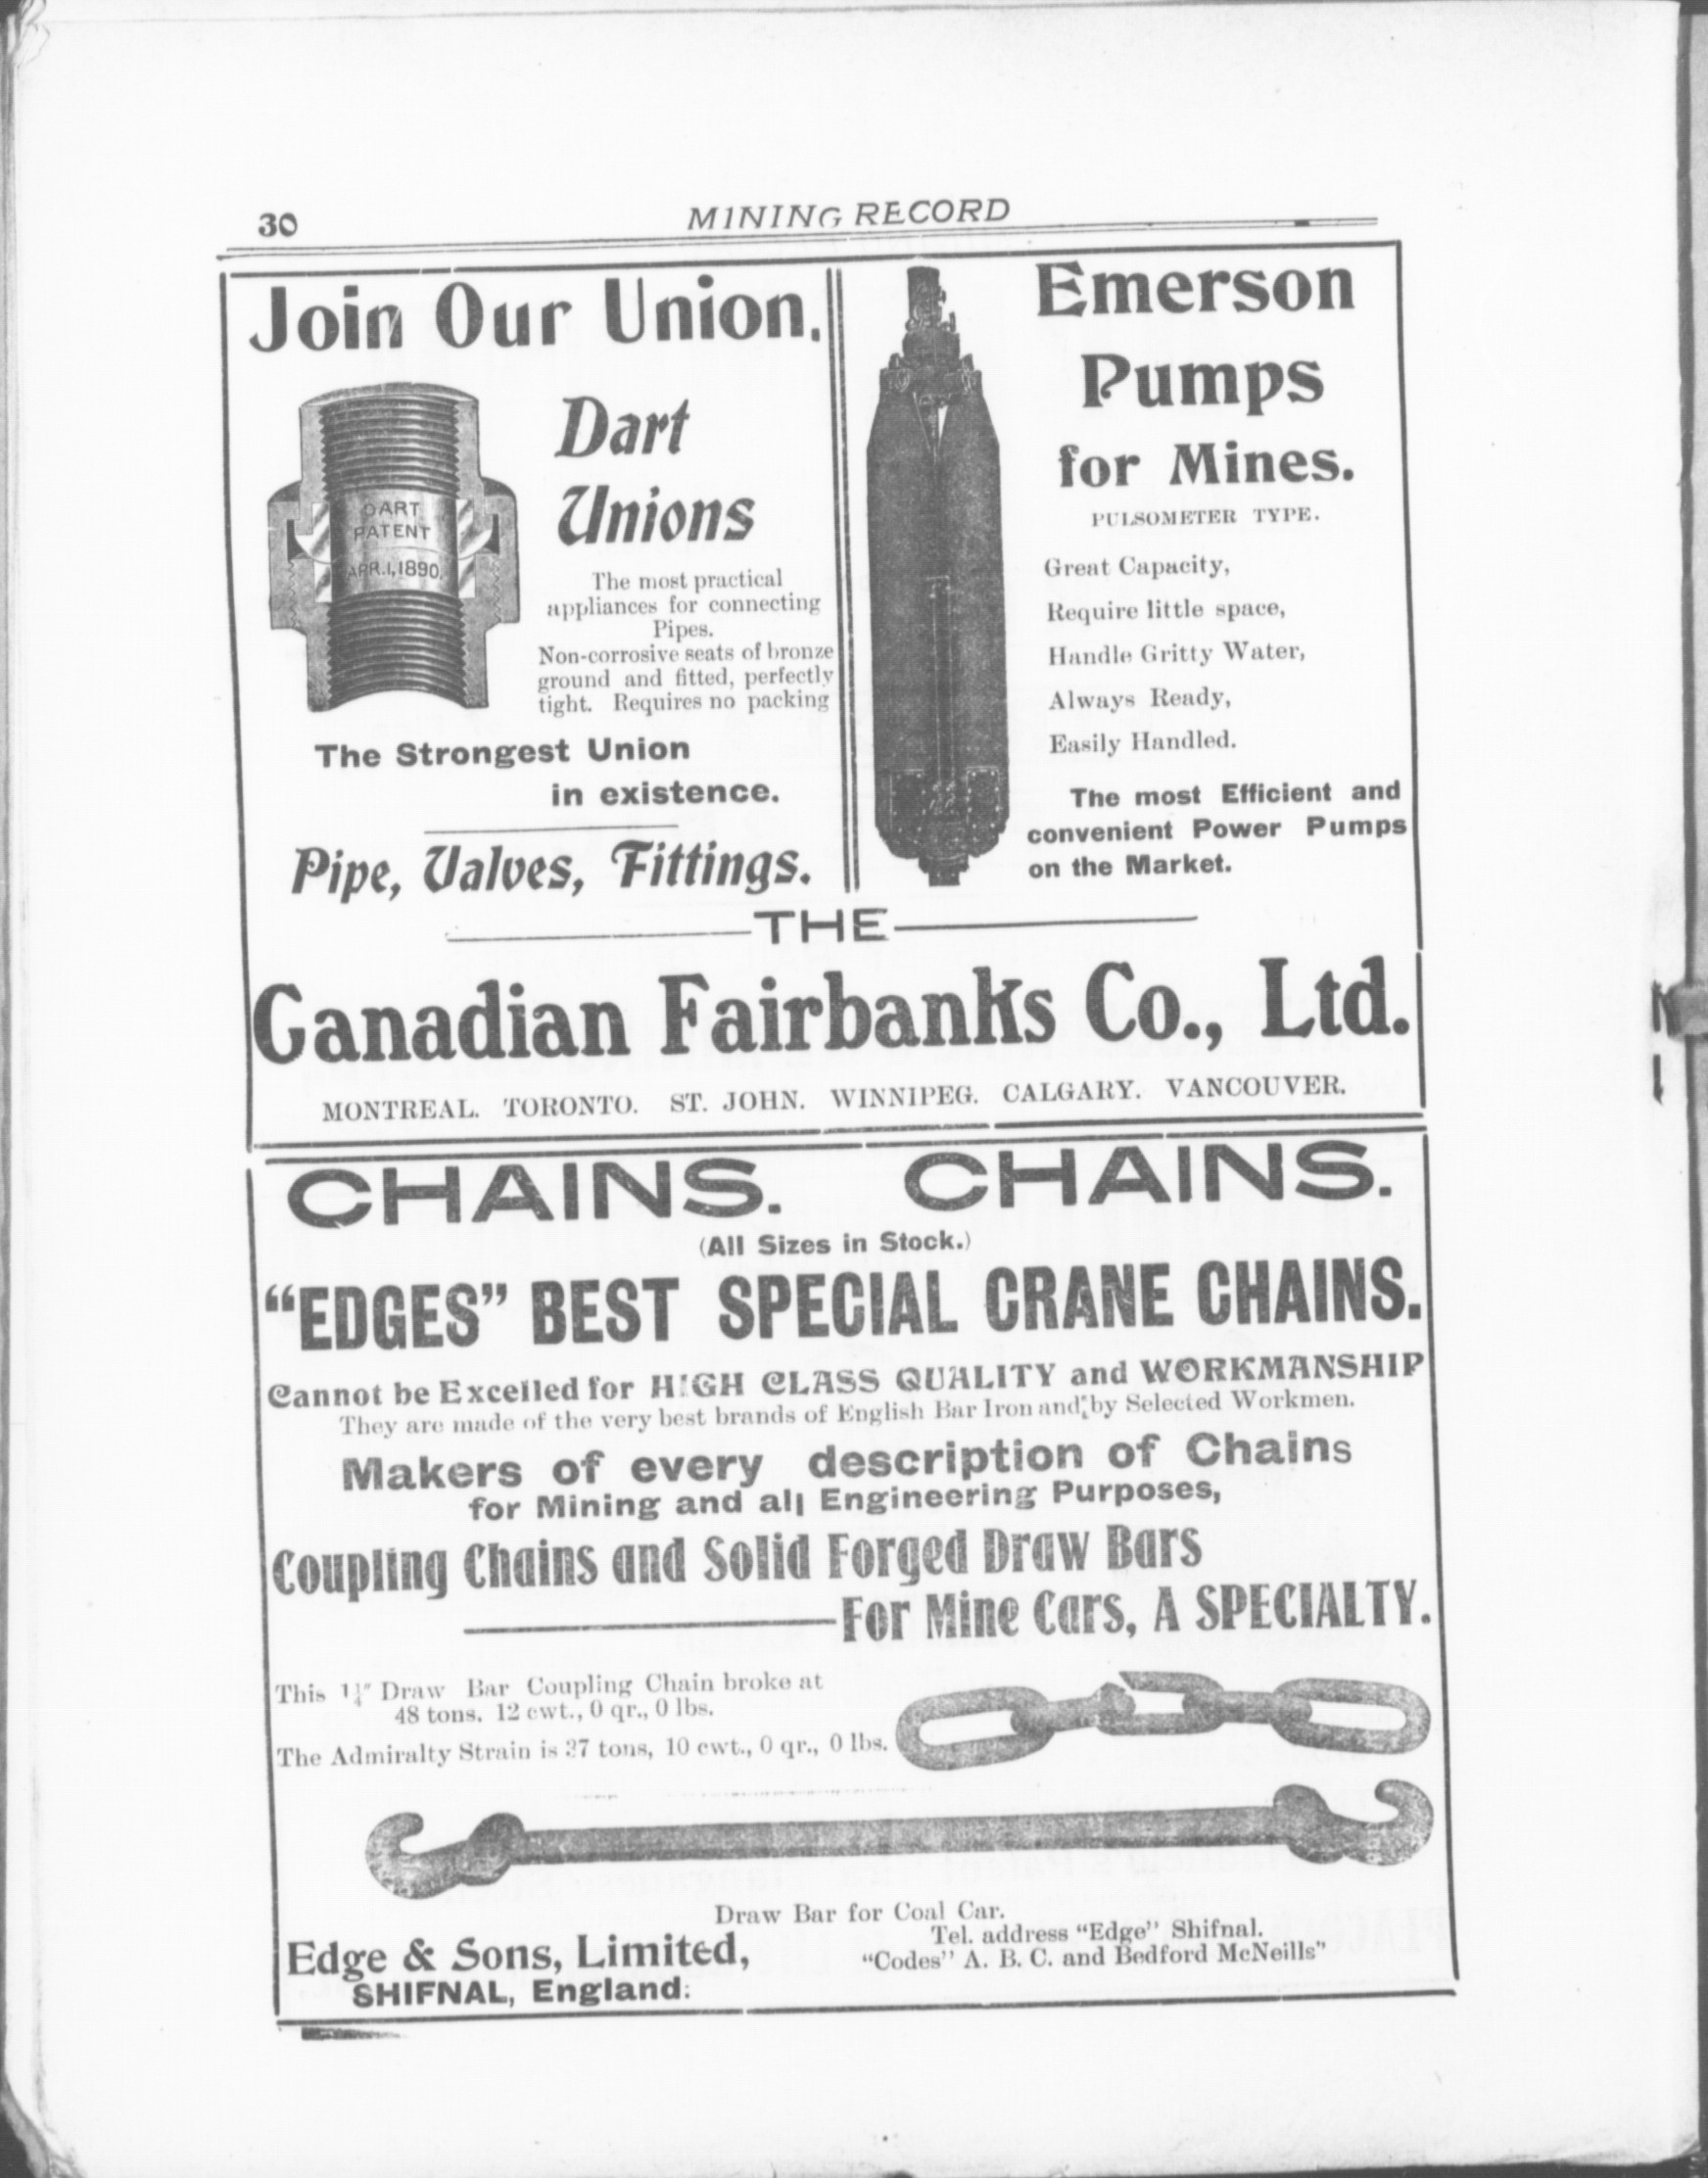 30
MINING RECORD
Join Our Union.
DART
PATENT
APR.1,1890.
Dart
Unions
The most practical
appliances for connecting
Pipes.
Non-corrosive seats of bronze
ground and fitted, perfectly
tight. Requires no packing
The Strongest Union
in existence.
Pipe, Valves, Fittings.
Emerson
Pumps
for Mines.
PULSOMETER TYPE.
Great Capacity,
Require little space,
Handle Gritty Water,
Always Ready,
Easily Handled.
The most Efficient and
convenient Power Pumps
on the Market.
THE
Canadian Fairbanks Co., Ltd.
MONTREAL. TORONTO. ST. JOHN. WINNIPEG. CALGARY. VANCOUVER.
CHAINS. CHAINS.
(All Sizes in Stock.)
“EDGES” BEST SPECIAL CRANE CHAINS.
Cannot be Excelled for HIGH CLASS QUALITY and WORKMANSHIP
They are made of the very best brands of English Bar Iron and by Selected Workmen.
Makers of every description of Chains
for Mining and all Engineering Purposes,
Coupling Chains and Solid Forged Draw Bars
For Mine Cars, A SPECIALTY.
This 1¼″ Draw Bar Coupling Chain broke at
48 tons. 12 cwt., 0 qr., 0 lbs.
The Admiralty Strain is 37 tons, 10 cwt., 0 qr., 0 lbs.
Draw Bar for Coal Car.
Edge & Sons, Limited,
SHIFNAL, England.
Tel. address “Edge” Shifnal.
“Codes” A. B. C. and Bedford McNeills”